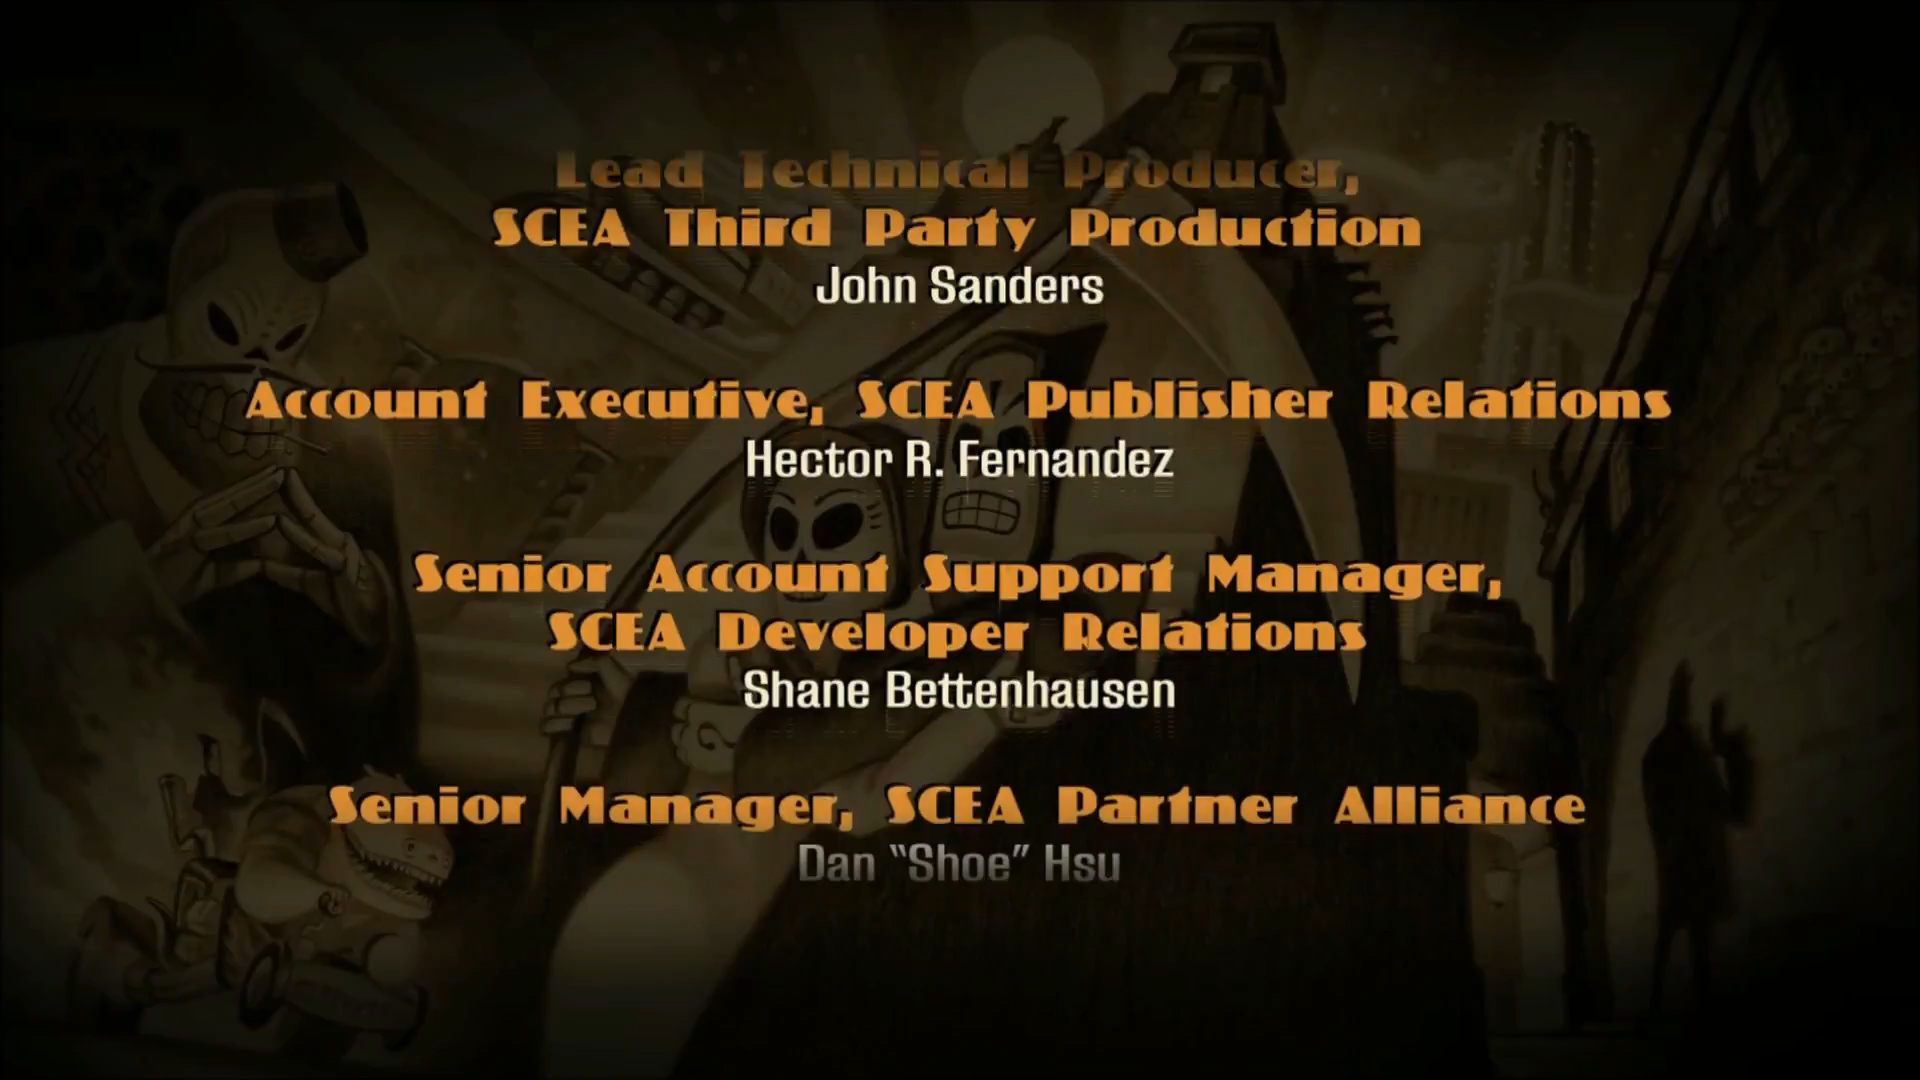 Lead Technical Producer,
SCEA Third Party Production
John Sanders
Account Executive, SCEA Publisher Relations
Hector R. Fernandez
Senior Account Support Manager,
SCEA Developer Relations
Shane Bettenhausen
Senior Manager, SCEA Partner Alliance
Dan “Shoe” Hsu